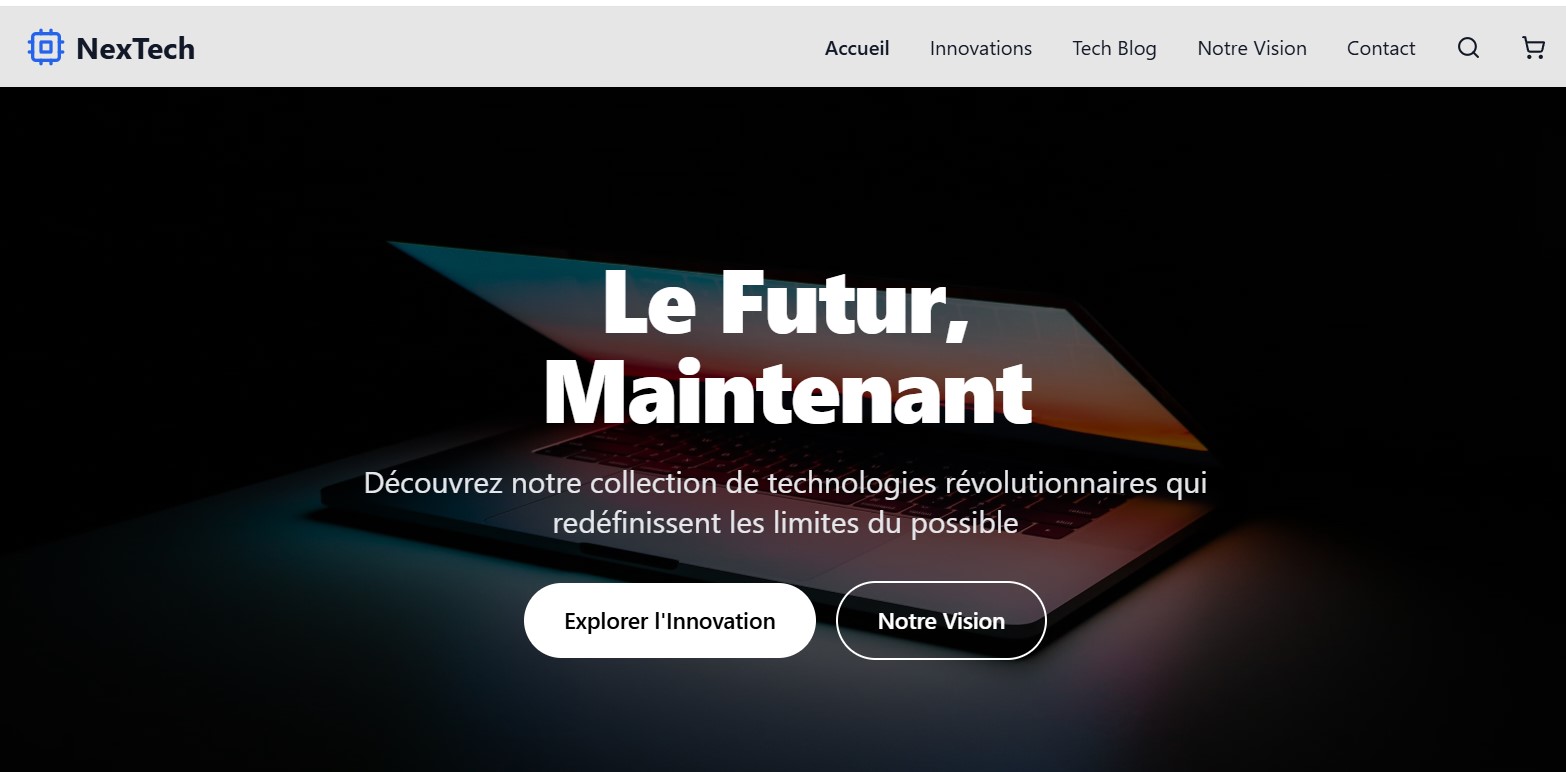 NexTech
Accueil Innovations Tech Blog Notre Vision Contact
Le Futur,
Maintenant
Découvrez notre collection de technologies révolutionnaires qui
redéfinissent les limites du possible
Explorer l'Innovation Notre Vision